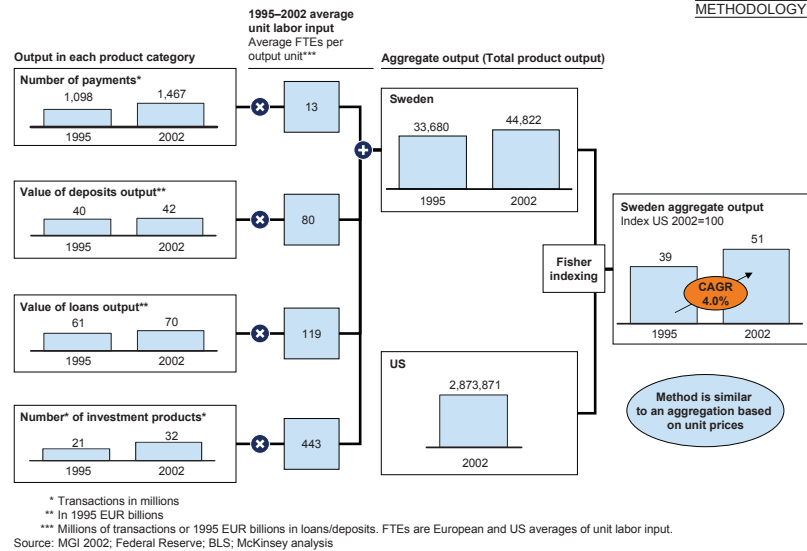 METHODOLOGY
1995–2002 average
unit labor input
Average FTEs per
output unit***
Output in each product category
Aggregate output (Total product output)
Number of payments*
1,098
1,467
1995
2002
13
Value of deposits output**
40
42
1995
2002
80
Value of loans output**
61
70
1995
2002
119
Number* of investment products*
21
32
1995
2002
443
Sweden
33,680
44,822
1995
2002
US
2,873,871
2002
Fisher
indexing
Sweden aggregate output
Index US 2002=100
39
51
CAGR
4.0%
1995
2002
Method is similar
to an aggregation based
on unit prices
* Transactions in millions
** In 1995 EUR billions
*** Millions of transactions or 1995 EUR billions in loans/deposits. FTEs are European and US averages of unit labor input.
Source: MGI 2002; Federal Reserve; BLS; McKinsey analysis